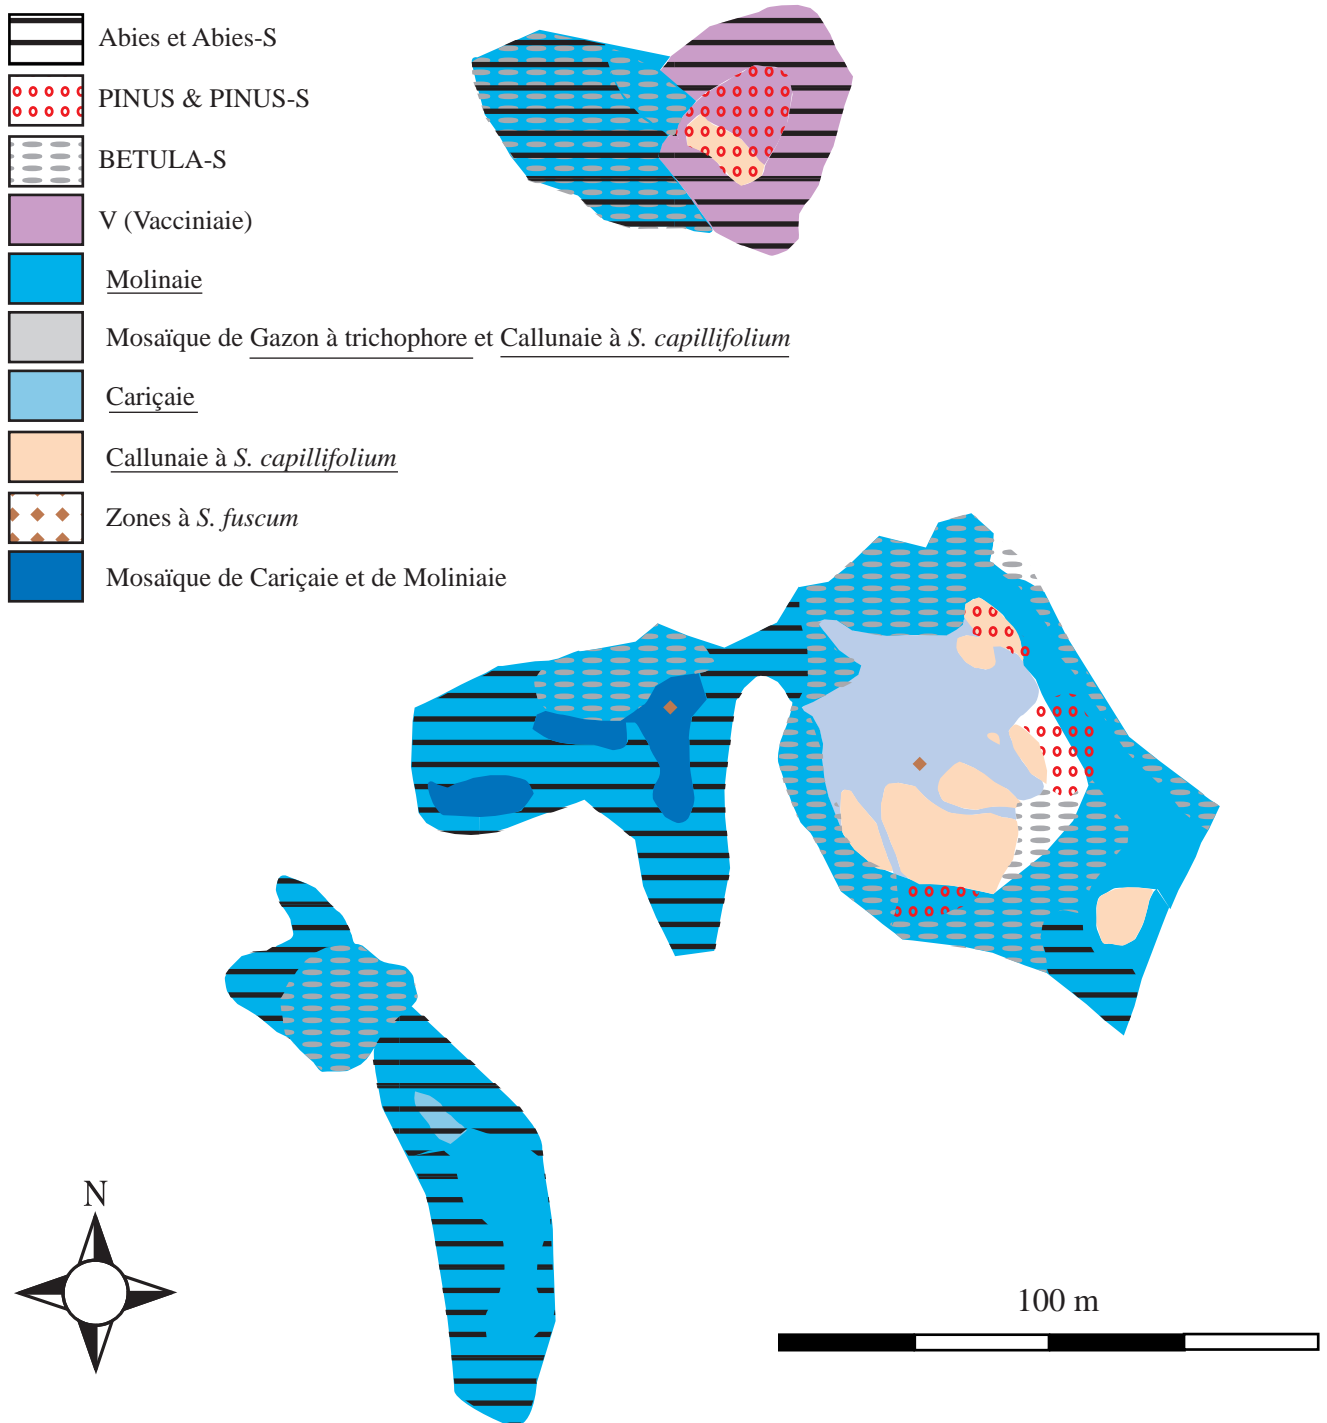 Abies et Abies-S
PINUS & PINUS-S
BETULA-S
V (Vacciniaie)
Molinaie
Mosaïque de Gazon à trichophore et Callunaie à S. capillifolium
Cariçaie
Callunaie à S. capillifolium
Zones à S. fuscum
Mosaïque de Cariçaie et de Moliniaie
N
100 m